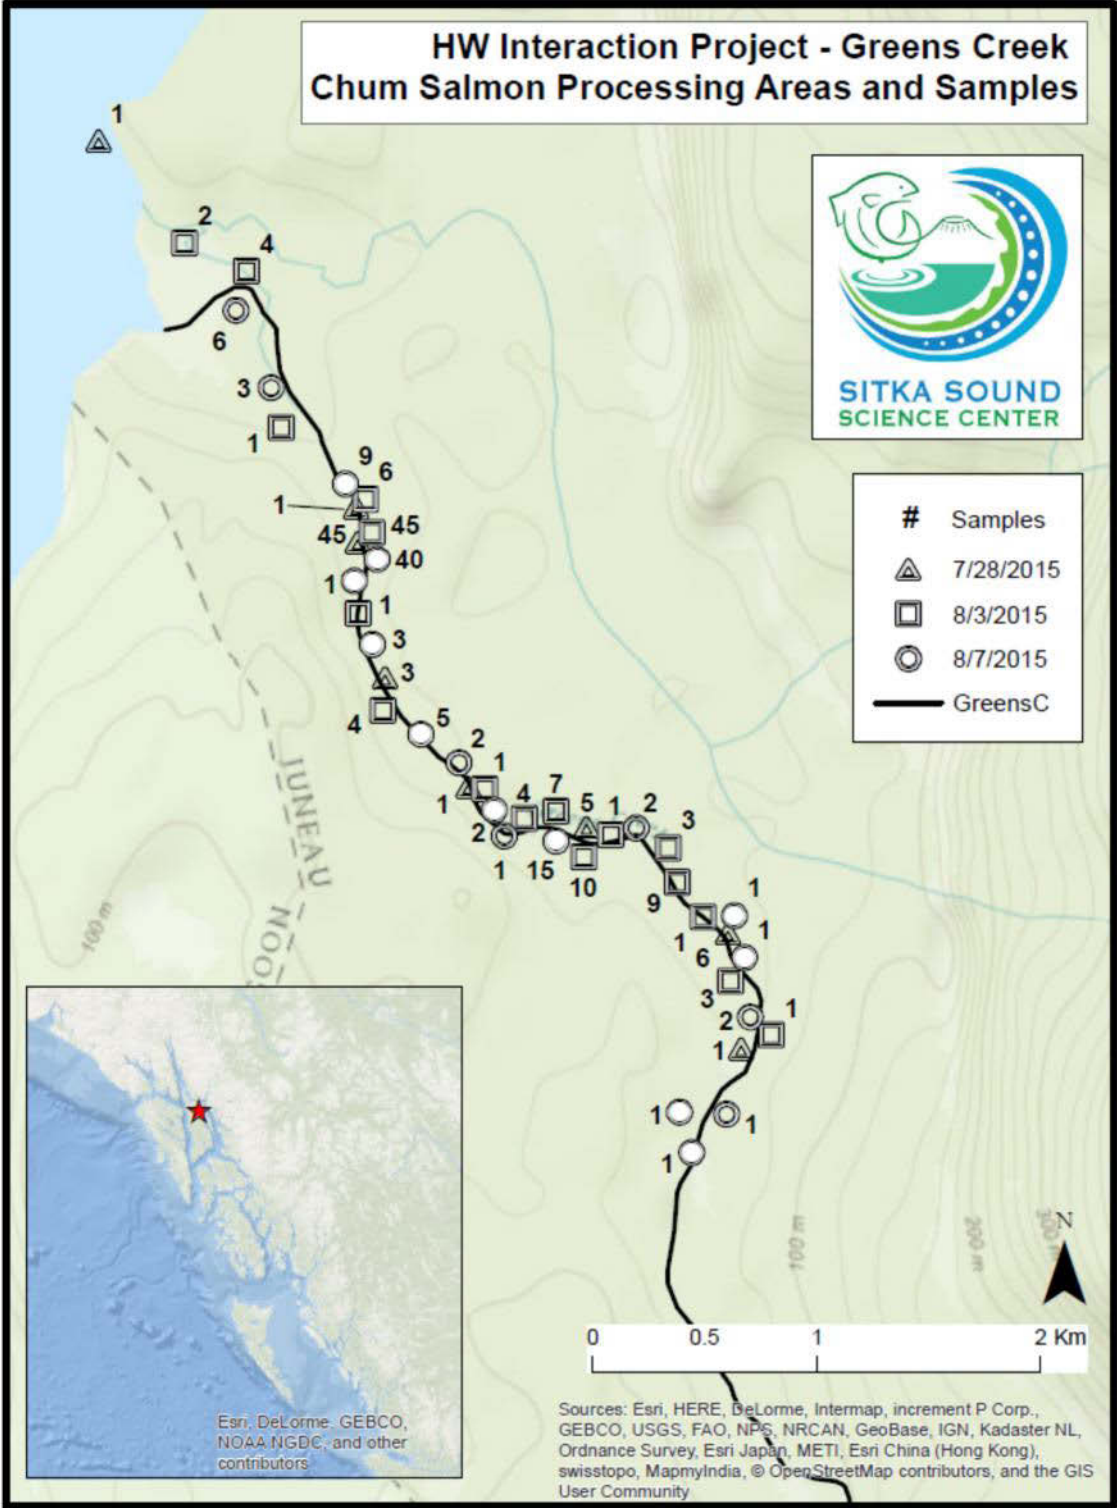 HW Interaction Project - Greens Creek
Chum Salmon Processing Areas and Samples
1
2
4
6
3
1
9
6
1
45
45
40
1
1
3
3
4
5
2
1
1
4
7
5
1
2
3
2
1
15
10
9
1
1
1
6
3
2
1
1
1
1
1
SITKA SOUND
SCIENCE CENTER
# Samples
7/28/2015
8/3/2015
8/7/2015
GreensC
JUNEAU
HOO
100 m
100 m
200 m
300 m
N
0 0.5 1 2 Km
Esri, DeLorme, GEBCO,
NOAA NGDC, and other
contributors
Sources: Esri, HERE, DeLorme, Intermap, increment P Corp.,
GEBCO, USGS, FAO, NPS, NRCAN, GeoBase, IGN, Kadaster NL,
Ordnance Survey, Esri Japan, METI, Esri China (Hong Kong),
swisstopo, MapmyIndia, © OpenStreetMap contributors, and the GIS
User Community